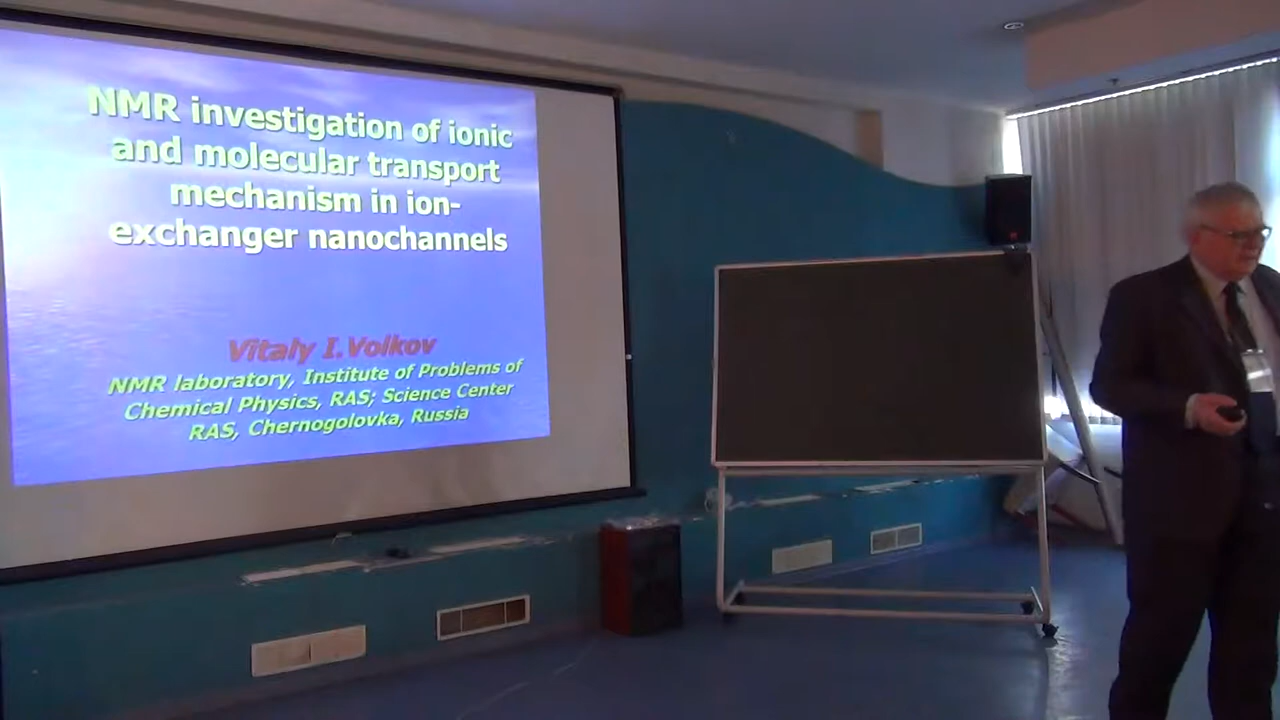 NMR investigation of ionic
and molecular transport
mechanism in ion-
exchanger nanochannels
Vitaly I.Volkov
NMR laboratory, Institute of Problems of
Chemical Physics, RAS; Science Center
RAS, Chernogolovka, Russia